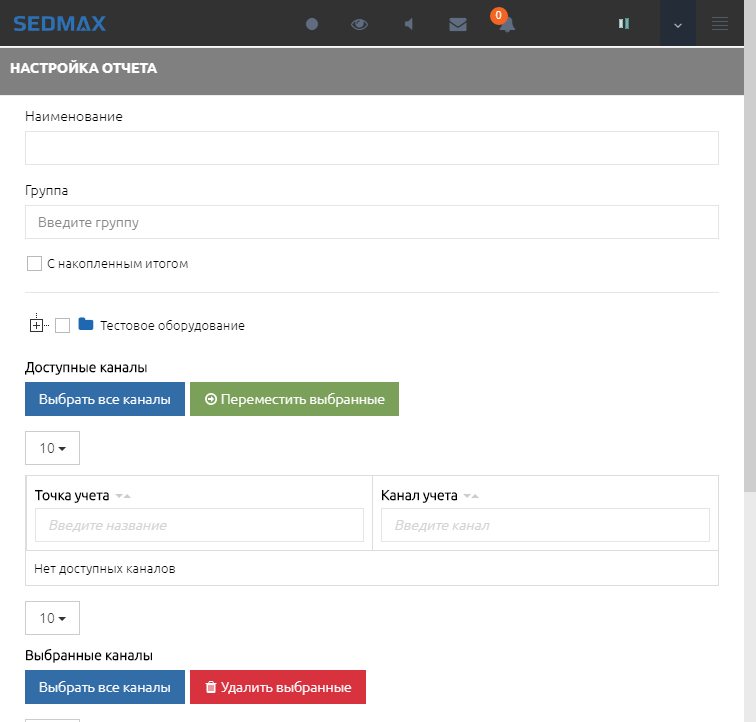 SEDMAX
0
НАСТРОЙКА ОТЧЕТА
Наименование
Группа
Введите группу
С накопленным итогом
Тестовое оборудование
Доступные каналы
Выбрать все каналы
Переместить выбранные
10
Точка учета
Канал учета
Введите название
Введите канал
Нет доступных каналов
10
Выбранные каналы
Выбрать все каналы
Удалить выбранные